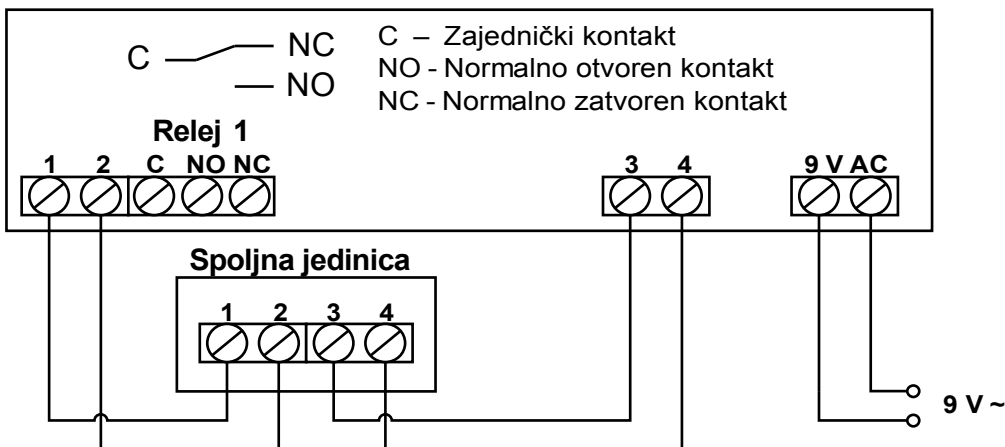 C NC
NO
C – Zajednički kontakt
NO - Normalno otvoren kontakt
NC - Normalno zatvoren kontakt
Relej 1
1 2 C NO NC 3 4 9 V AC
Spoljna jedinica
1 2 3 4
9 V ~